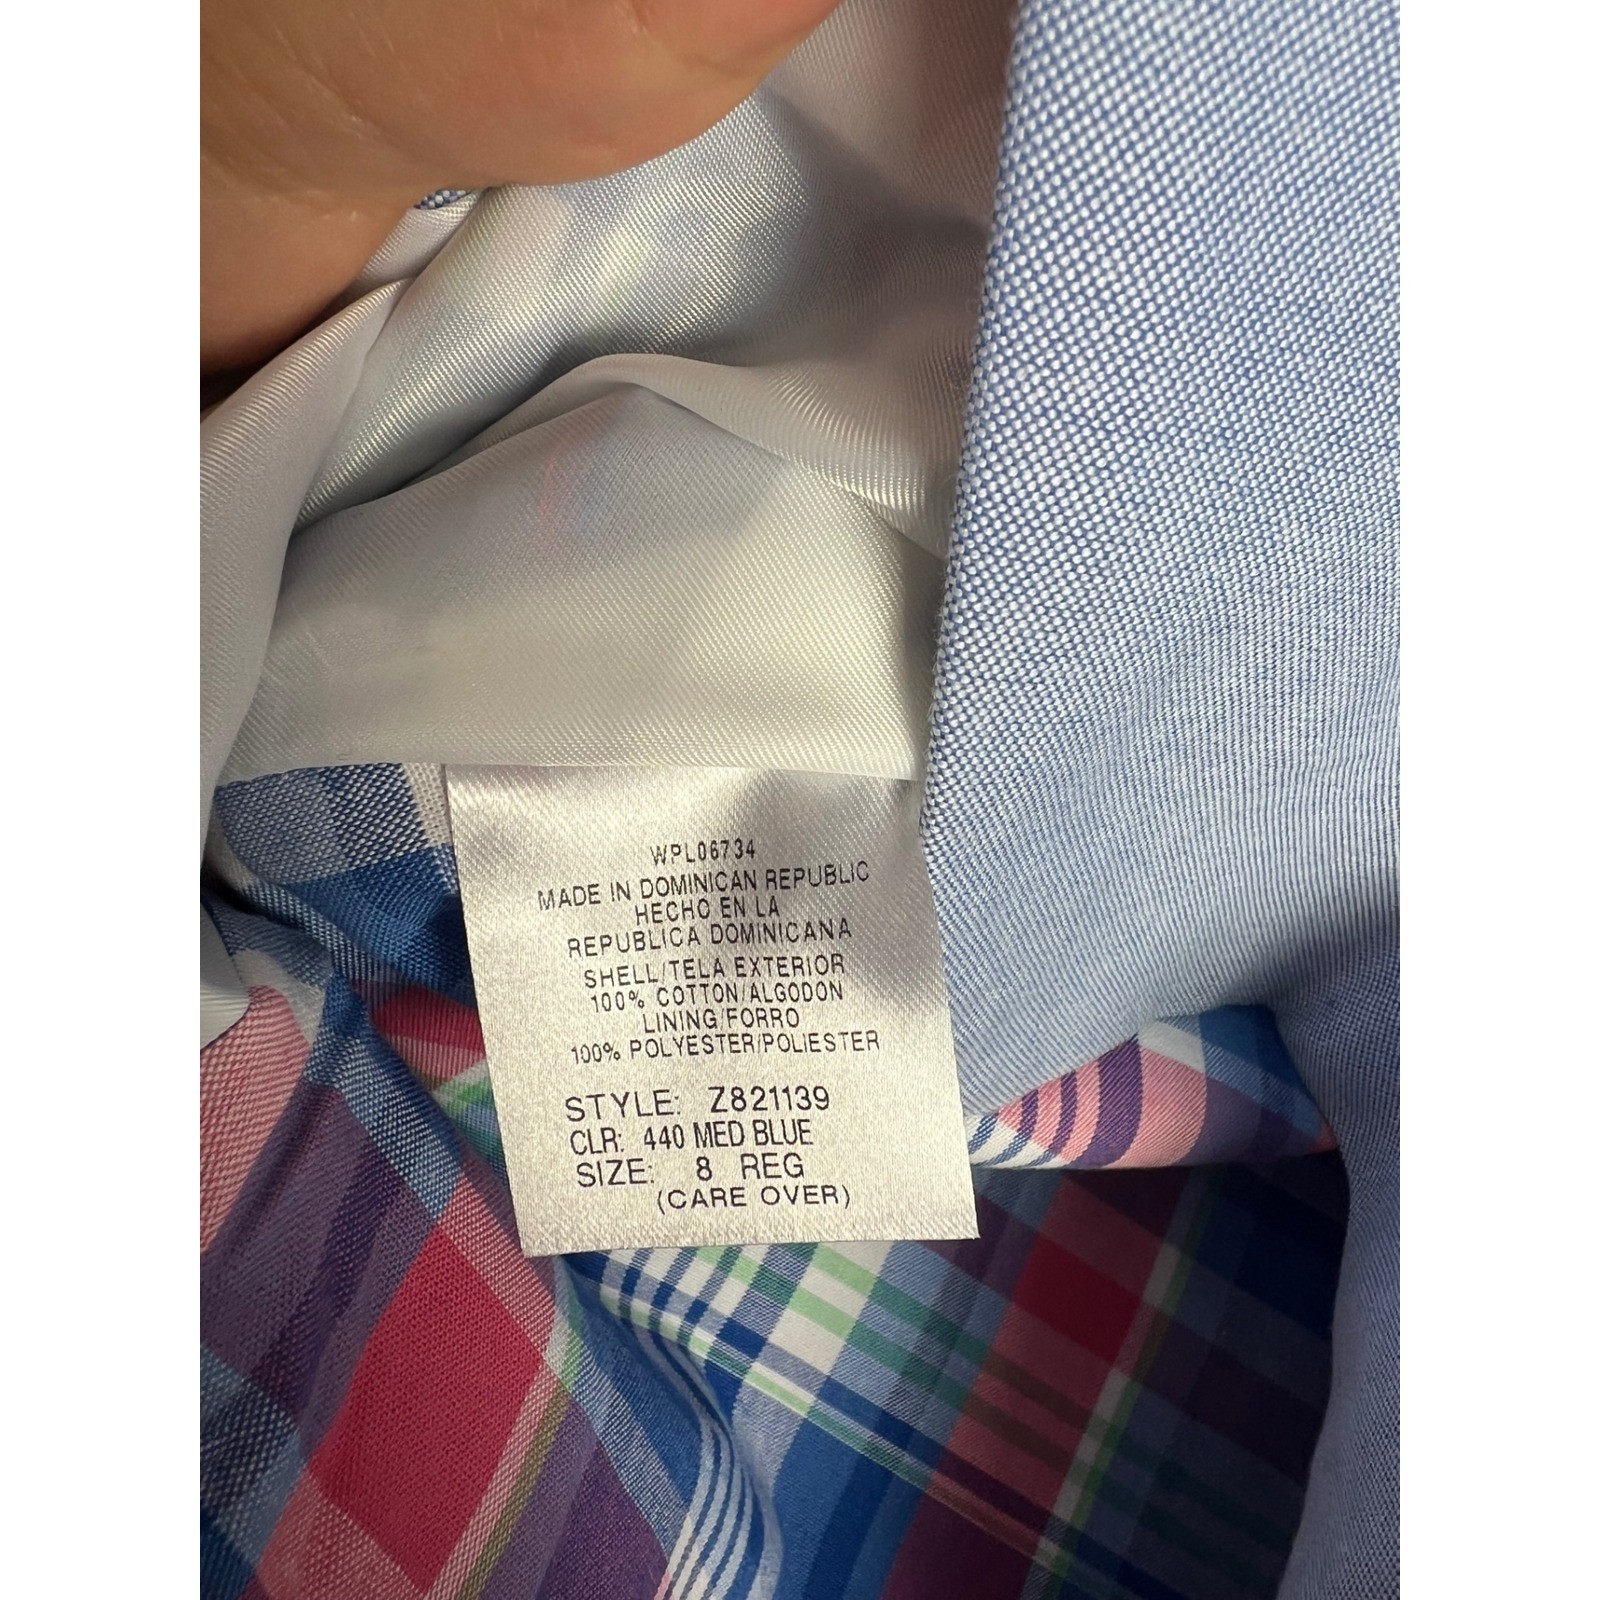 WPL06734
MADE IN DOMINICAN REPUBLIC
HECHO EN LA
REPUBLICA DOMINICANA
SHELL/TELA EXTERIOR
100% COTTON/ALGODON
LINING/FORRO
100% POLYESTER/POLIESTER
STYLE: Z821139
CLR: 440 MED BLUE
SIZE: 8 REG
(CARE OVER)